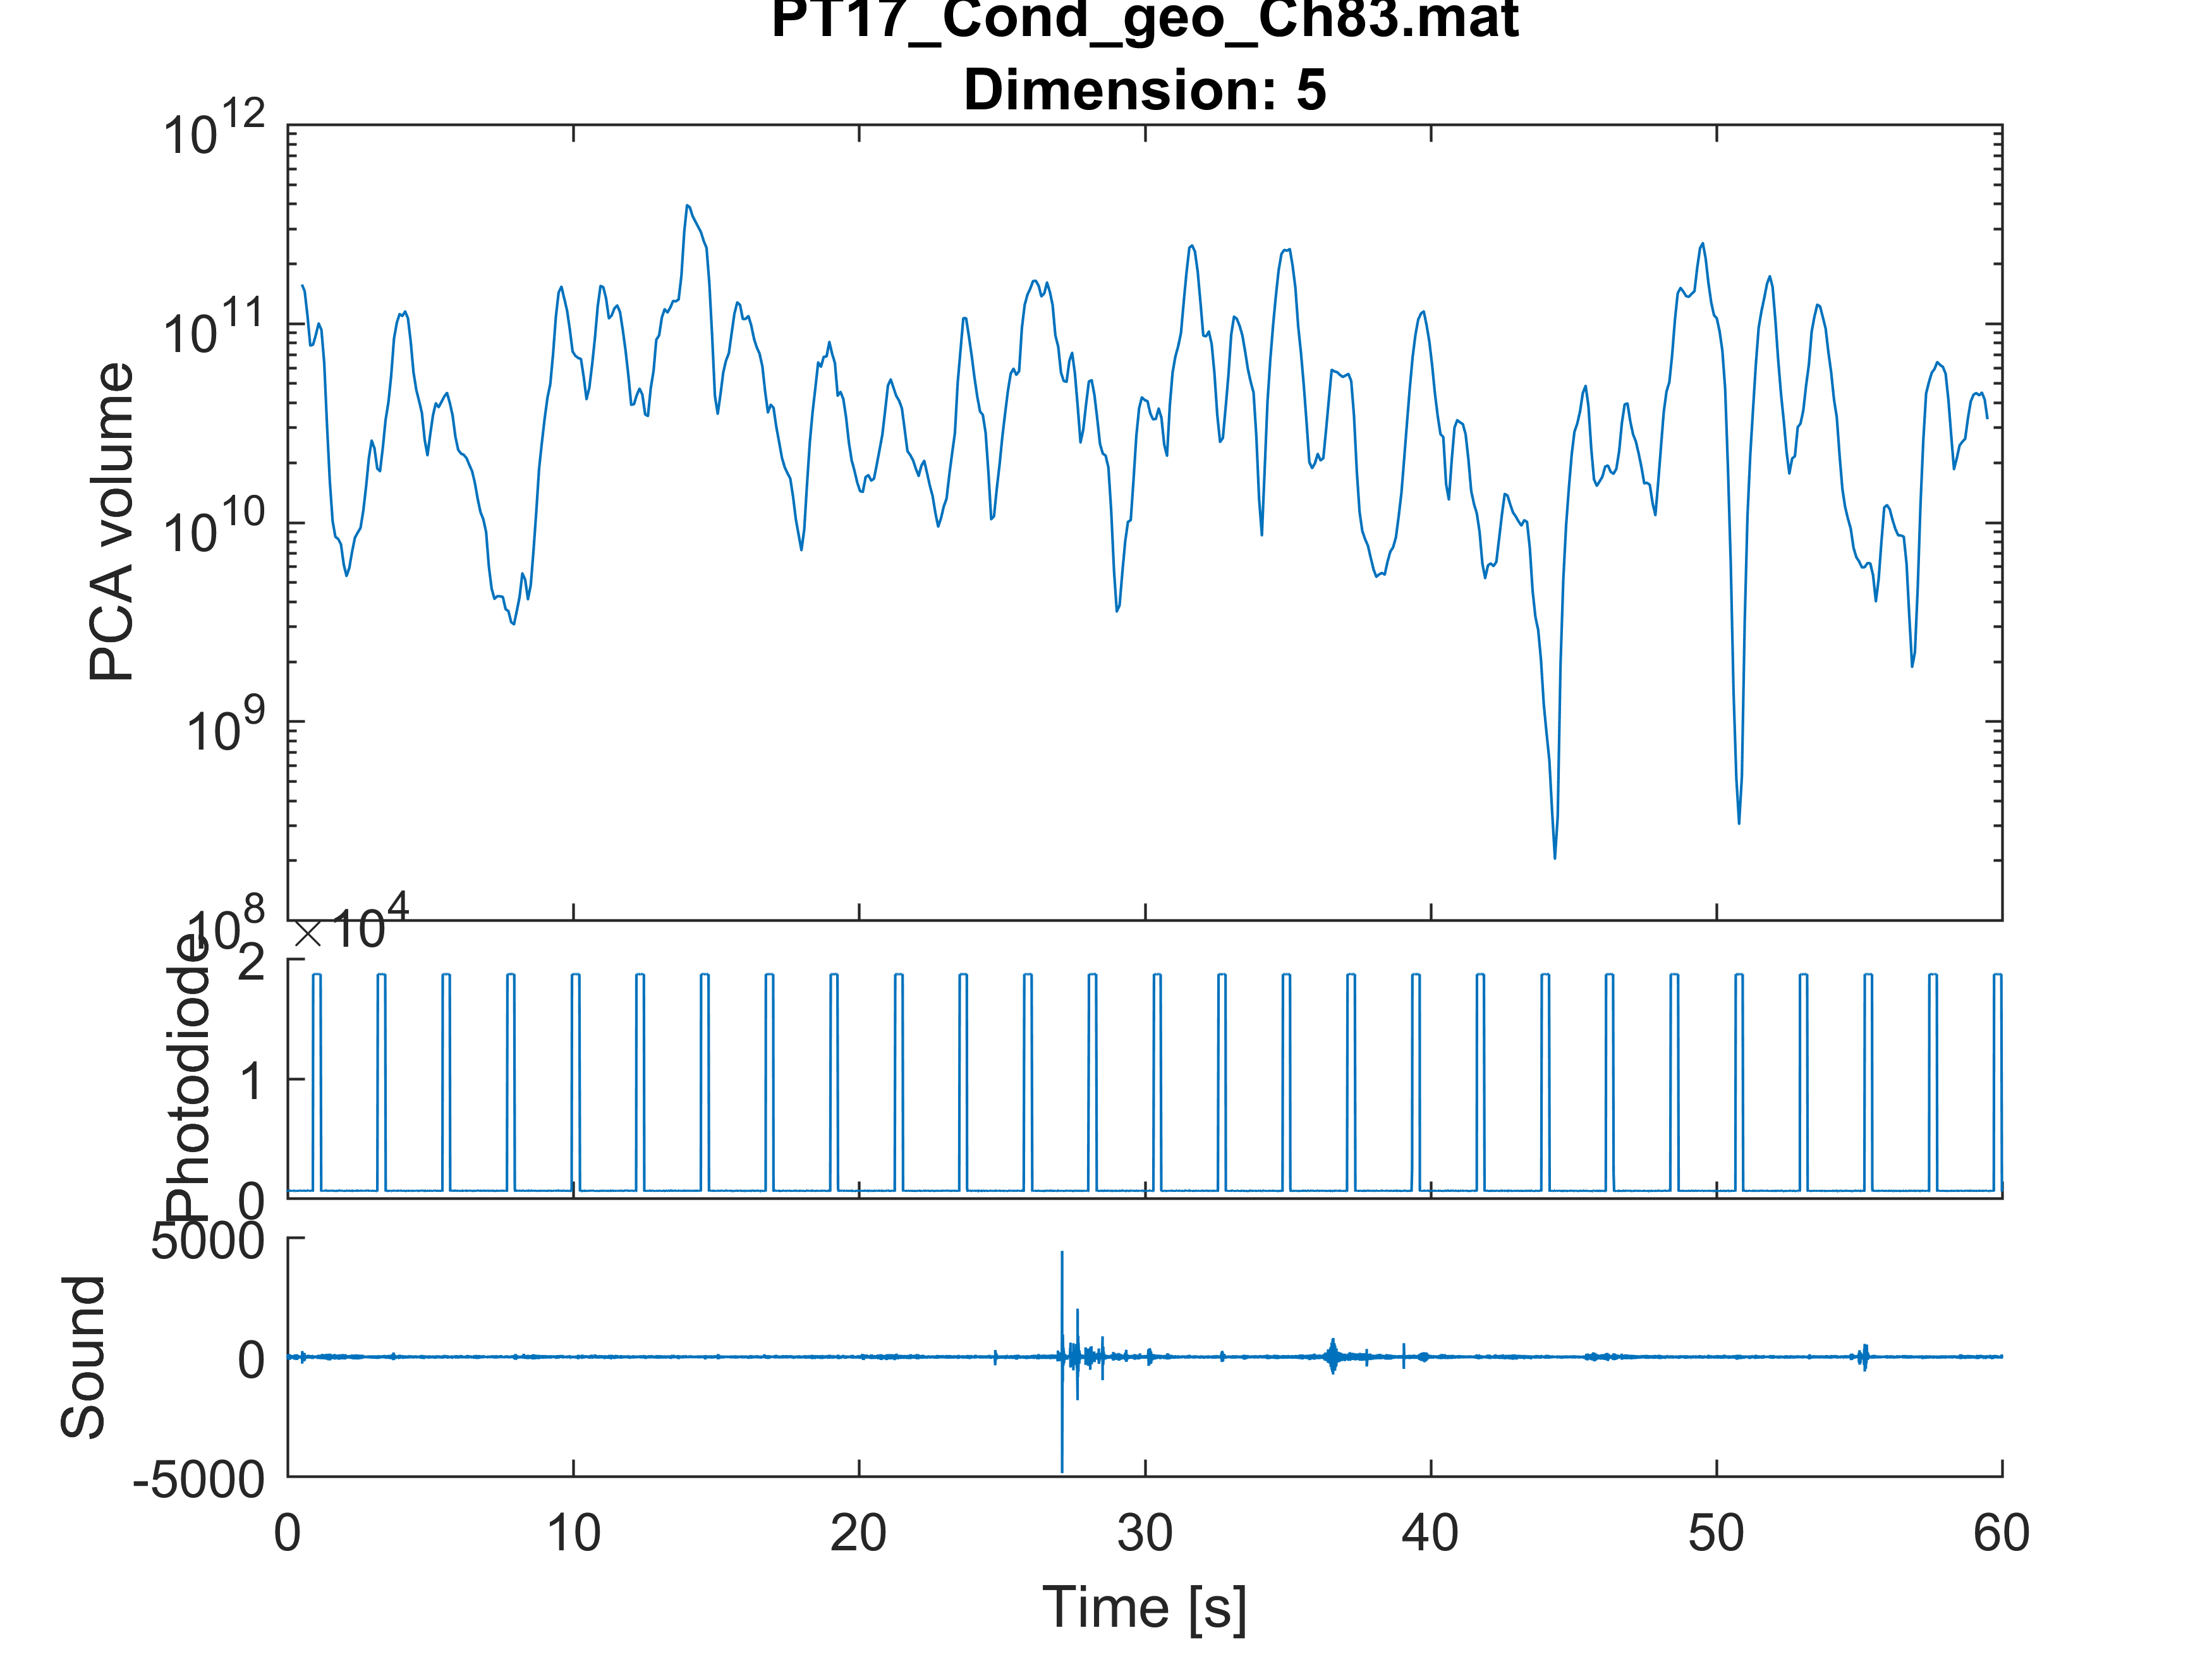 PT17_Cond_geo_Ch83.mat
Dimension: 5
10^12
10^11
10^10
10^9
10^8
PCA volume
× 10^4
2
1
0
Photodiode
5000
0
-5000
Sound
0 10 20 30 40 50 60
Time [s]